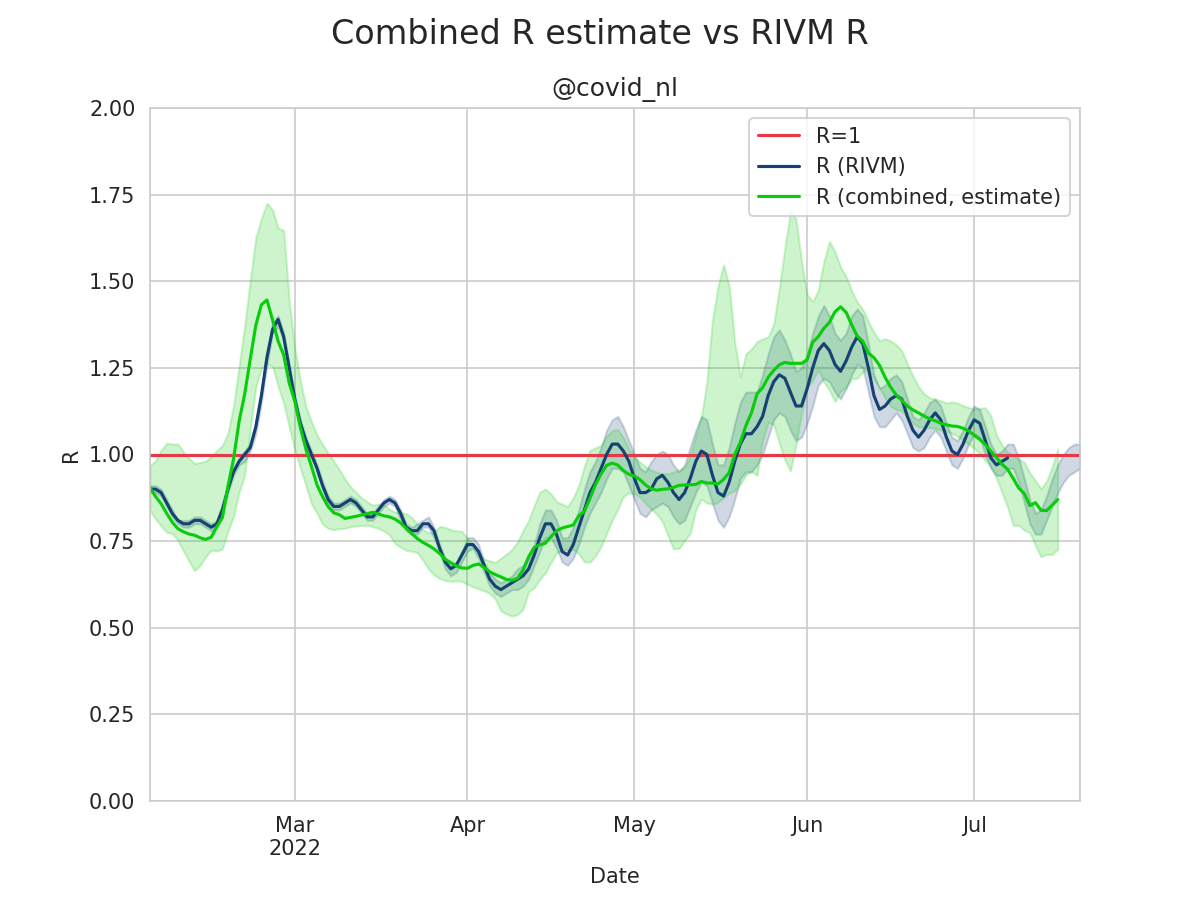 Combined R estimate vs RIVM R
@covid_nl
R=1
R (RIVM)
R (combined, estimate)
2.00
1.75
1.50
1.25
1.00
0.75
0.50
0.25
0.00
R
Mar Apr May Jun Jul
2022
Date